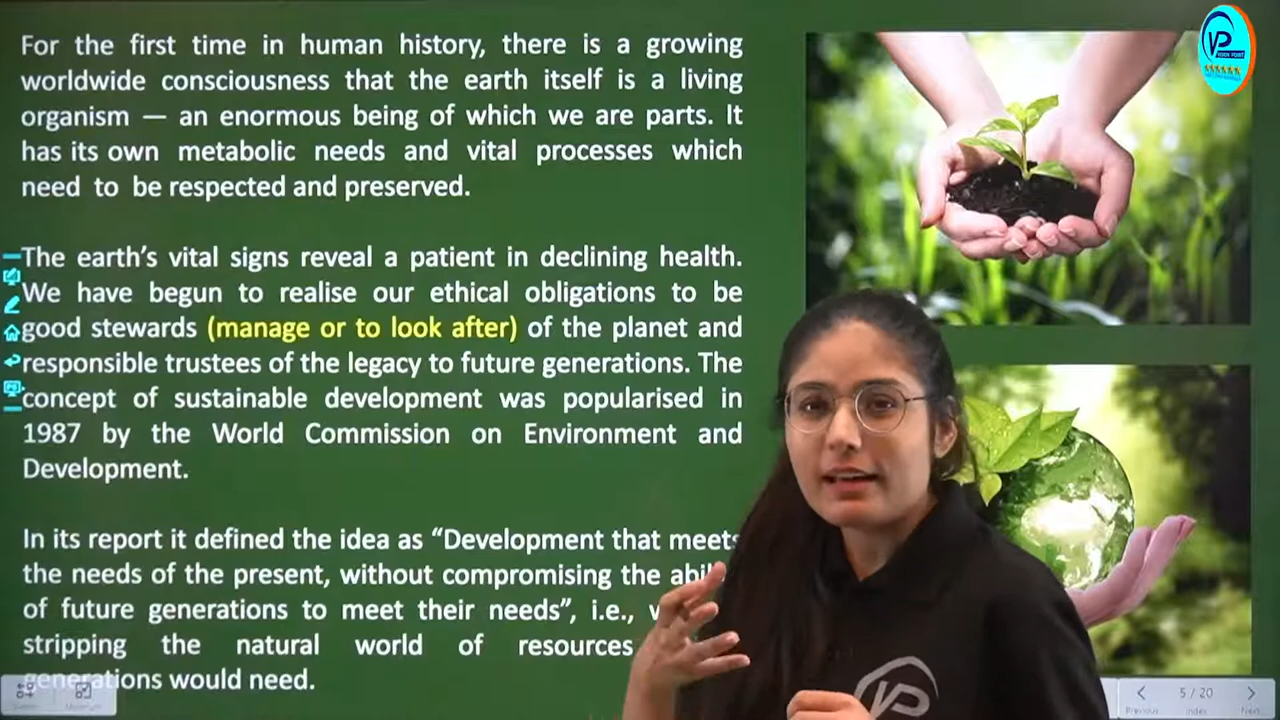 For the first time in human history, there is a growing
worldwide consciousness that the earth itself is a living
organism — an enormous being of which we are parts. It
has its own metabolic needs and vital processes which
need to be respected and preserved.
The earth's vital signs reveal a patient in declining health.
We have begun to realise our ethical obligations to be
good stewards (manage or to look after) of the planet and
responsible trustees of the legacy to future generations. The
concept of sustainable development was popularised in
1987 by the World Commission on Environment and
Development.
In its report it defined the idea as “Development that meets
the needs of the present, without compromising the
of future generations to meet their needs”, i.e.,
stripping the natural world of resources
generations would need.
VP
VISION POINT
VP
5 / 20
Previous
Index
Next